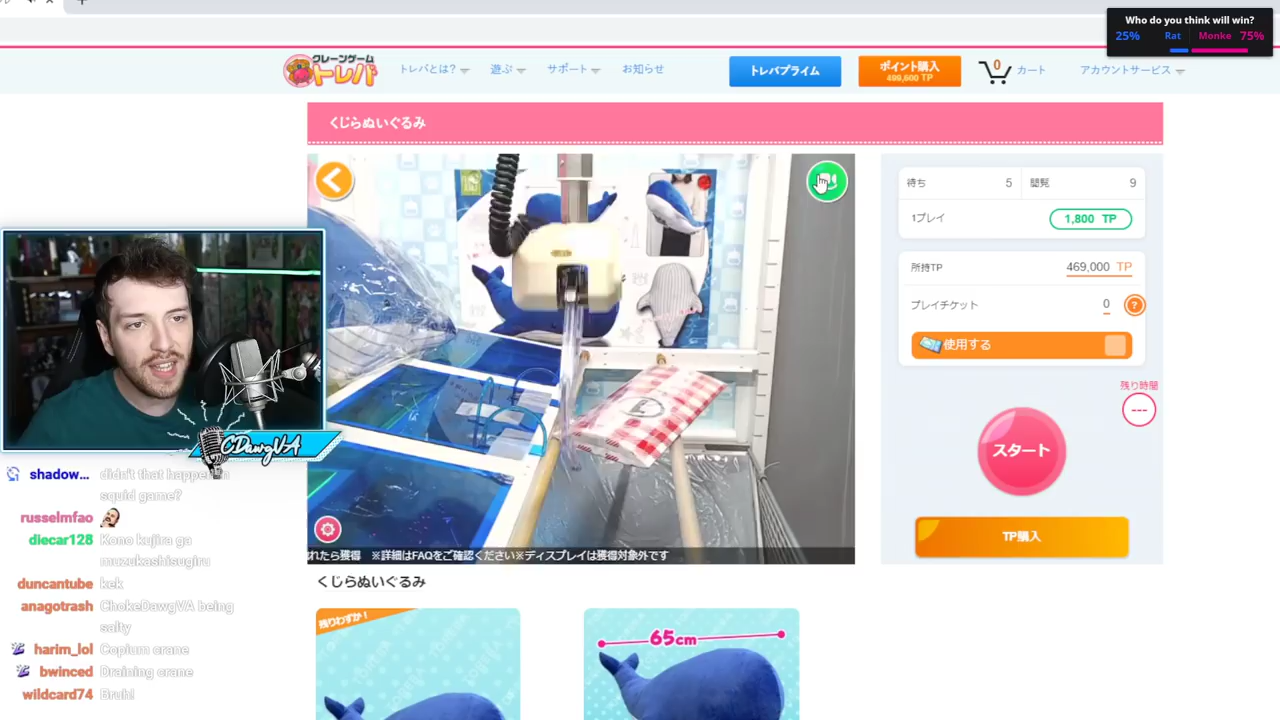 Who do you think will win?
25% Rat Monke 75%
クレーンゲーム
トレバ
トレバとは？
遊ぶ
サポート
お知らせ
トレバプライム
ポイント購入
499,600 TP
0
カート
アカウントサービス
くじらぬいぐるみ
待ち 5
閲覧 9
1プレイ 1,800 TP
所持TP 469,000 TP
プレイチケット 0 ?
使用する
残り時間
---
スタート
TP購入
れたら獲得 ※詳細はFAQをご確認ください※ディスプレイは獲得対象外です
くじらぬいぐるみ
残りわずか！
65cm
CDawgVA
shadow... didn't that happen in
squid game?
russelmfao
diecar128 Kono kujira ga
muzukashisugiru
duncantube kek
anagotrash ChokeDawgVA being
salty
harim_lol Copium crane
bwinced Draining crane
wildcard74 Bruh!